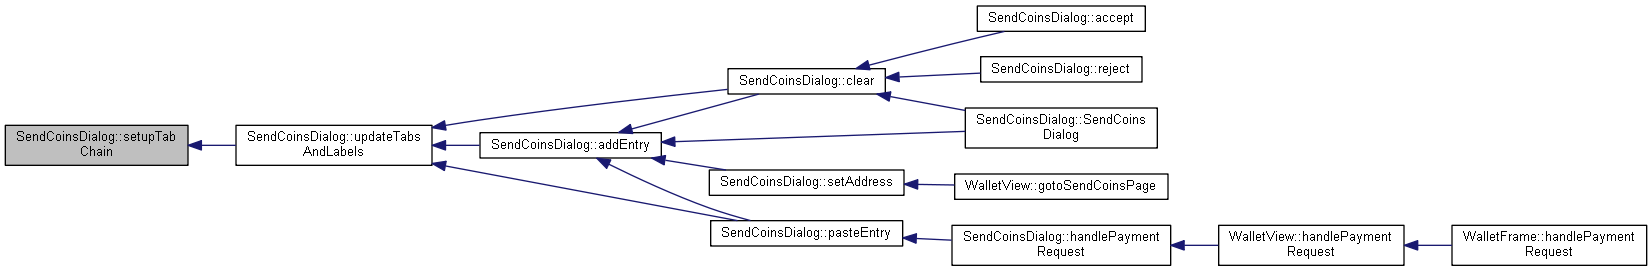 SendCoinsDialog::setupTab
Chain
SendCoinsDialog::updateTabs
AndLabels
SendCoinsDialog::clear
SendCoinsDialog::addEntry
SendCoinsDialog::setAddress
SendCoinsDialog::pasteEntry
SendCoinsDialog::accept
SendCoinsDialog::reject
SendCoinsDialog::SendCoins
Dialog
WalletView::gotoSendCoinsPage
SendCoinsDialog::handlePayment
Request
WalletView::handlePayment
Request
WalletFrame::handlePayment
Request